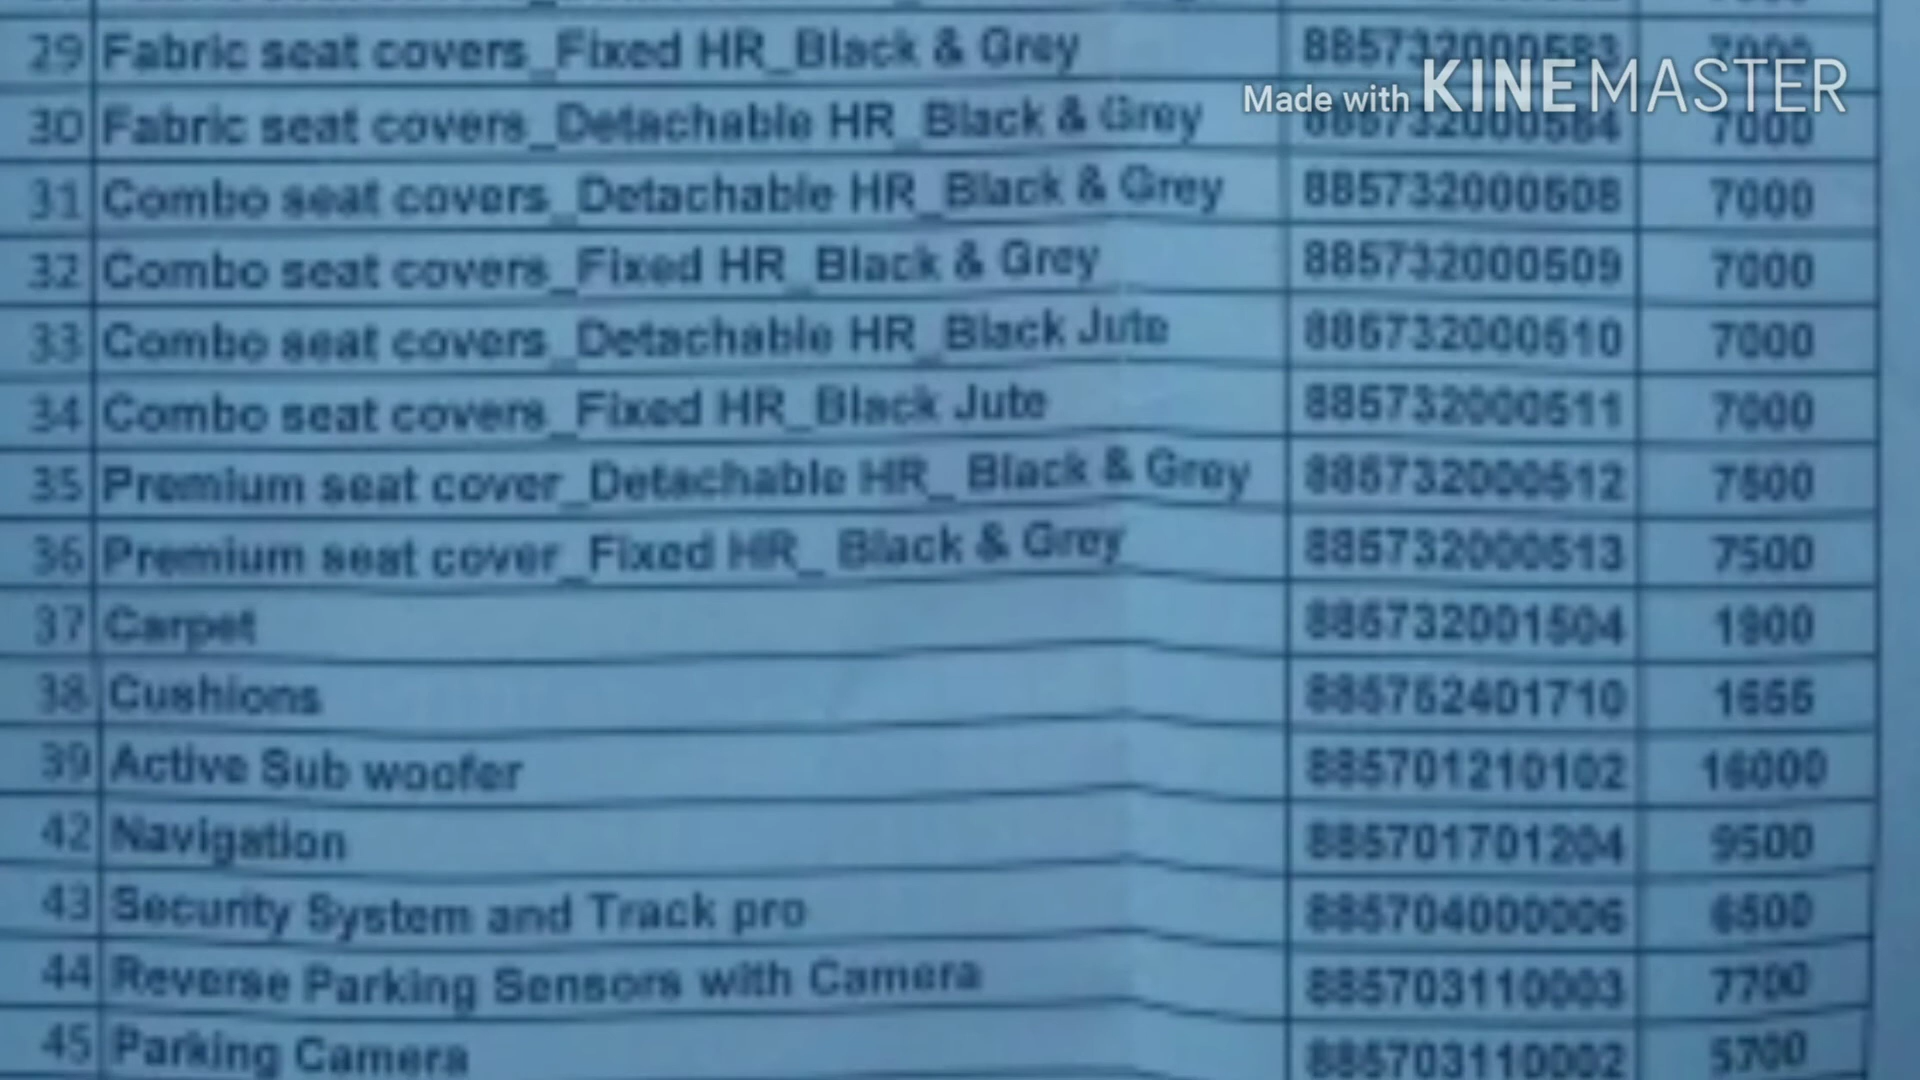 29 Fabric seat covers_Fixed HR_Black & Grey 7000
Made with KINEMASTER
30 Fabric seat covers_Detachable HR_Black & Grey 885732000584 7000
31 Combo seat covers_Detachable HR_Black & Grey 885732000508 7000
32 Combo seat covers_Fixed HR_Black & Grey 885732000509 7000
33 Combo seat covers_Detachable HR_Black Jute 885732000510 7000
34 Combo seat covers_Fixed HR_Black Jute 885732000511 7000
35 Premium seat cover_Detachable HR_ Black & Grey 885732000512 7500
36 Premium seat cover_Fixed HR_ Black & Grey 885732000513 7500
37 Carpet 885732001504 1900
38 Cushions 885752401710
39 Active Sub woofer 885701210102 16000
42 Navigation 885701701204 9500
43 Security System and Track pro 885704000006 6500
44 Reverse Parking Sensors with Camera 885703110003 7700
45 Parking Camera 885703110002 5700